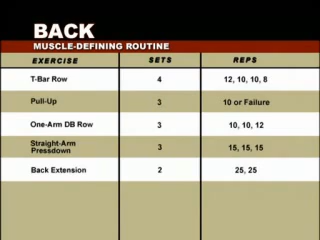 BACK
MUSCLE-DEFINING ROUTINE
EXERCISE SETS REPS
T-Bar Row 4 12, 10, 10, 8
Pull-Up 3 10 or Failure
One-Arm DB Row 3 10, 10, 12
Straight-Arm
Pressdown 3 15, 15, 15
Back Extension 2 25, 25